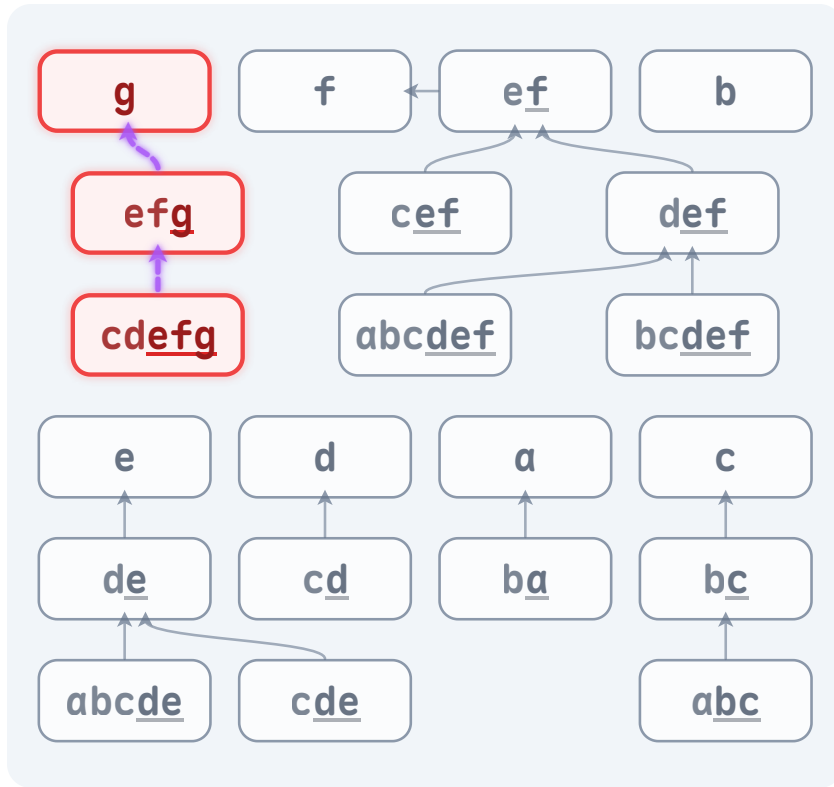 g f ef b
efg cef def
cdefg abcdef bcdef
e d a c
de cd ba bc
abcde cde abc